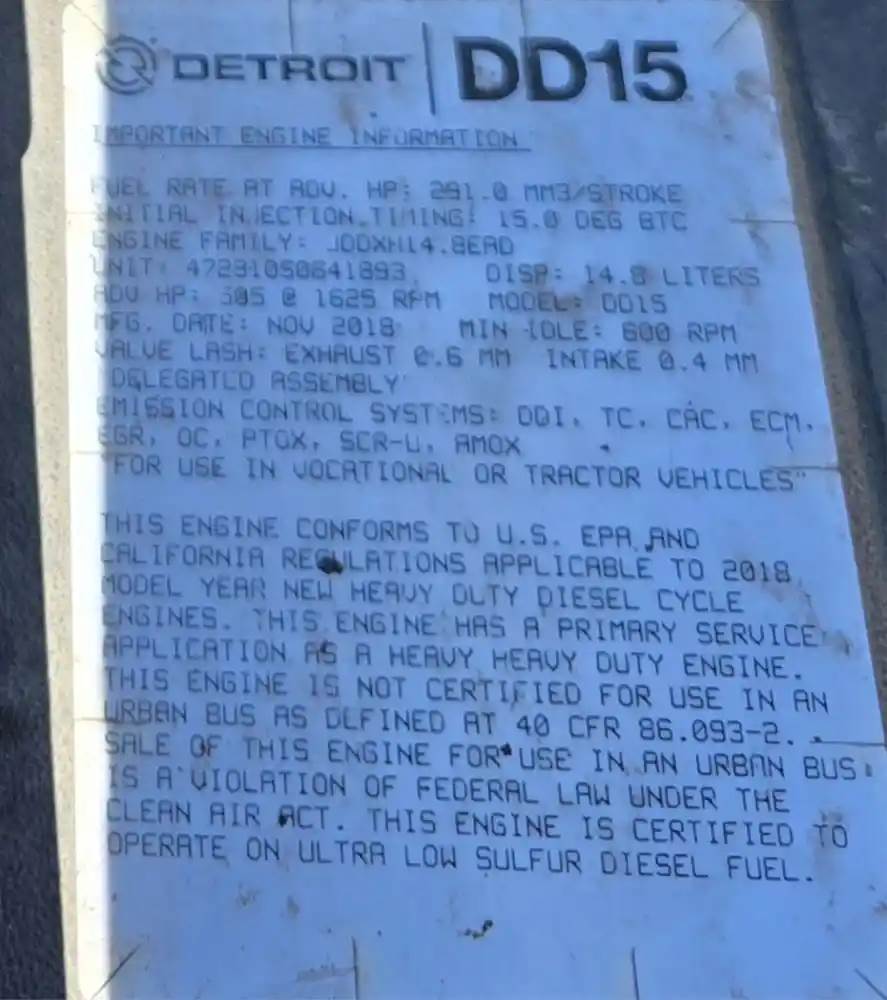 DETROIT DD15
IMPORTANT ENGINE INFORMATION
FUEL RATE AT ADV. HP: 291.0 MM3/STROKE
INITIAL INJECTION TIMING: 15.0 DEG BTC
ENGINE FAMILY: JDDXH14.8EAD
UNIT: DISP: 14.8 LITERS
ADV HP: @ 1625 RPM MODEL: DD15
MFG. DATE: NOV 2018 MIN IDLE: 600 RPM
VALVE LASH: EXHAUST 0.6 MM INTAKE 0.4 MM
"DELEGATED ASSEMBLY"
EMISSION CONTROL SYSTEMS: DDI, TC, CAC, ECM,
EGR, OC, PTOX, SCR-U, AMOX
"FOR USE IN VOCATIONAL OR TRACTOR VEHICLES"
THIS ENGINE CONFORMS TO U.S. EPA AND
CALIFORNIA REGULATIONS APPLICABLE TO 2018
MODEL YEAR NEW HEAVY DUTY DIESEL CYCLE
ENGINES. THIS ENGINE HAS A PRIMARY SERVICE
APPLICATION AS A HEAVY HEAVY DUTY ENGINE.
THIS ENGINE IS NOT CERTIFIED FOR USE IN AN
URBAN BUS AS DEFINED AT 40 CFR 86.093-2.
SALE OF THIS ENGINE FOR USE IN AN URBAN BUS
IS A VIOLATION OF FEDERAL LAW UNDER THE
CLEAN AIR ACT. THIS ENGINE IS CERTIFIED TO
OPERATE ON ULTRA LOW SULFUR DIESEL FUEL.